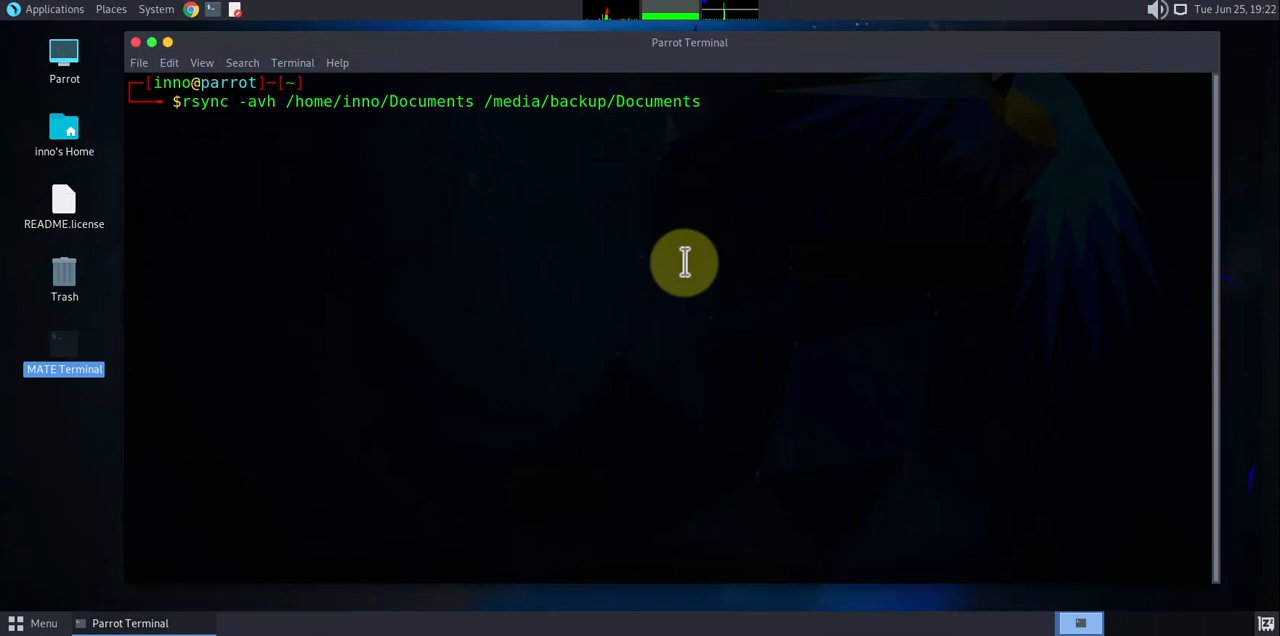 Applications Places System
Tue Jun 25, 19:22
Parrot Terminal
File Edit View Search Terminal Help
┌─[inno@parrot]─[~]
└──╼ $rsync -avh /home/inno/Documents /media/backup/Documents
Parrot
inno's Home
README.license
Trash
MATE Terminal
Menu
Parrot Terminal